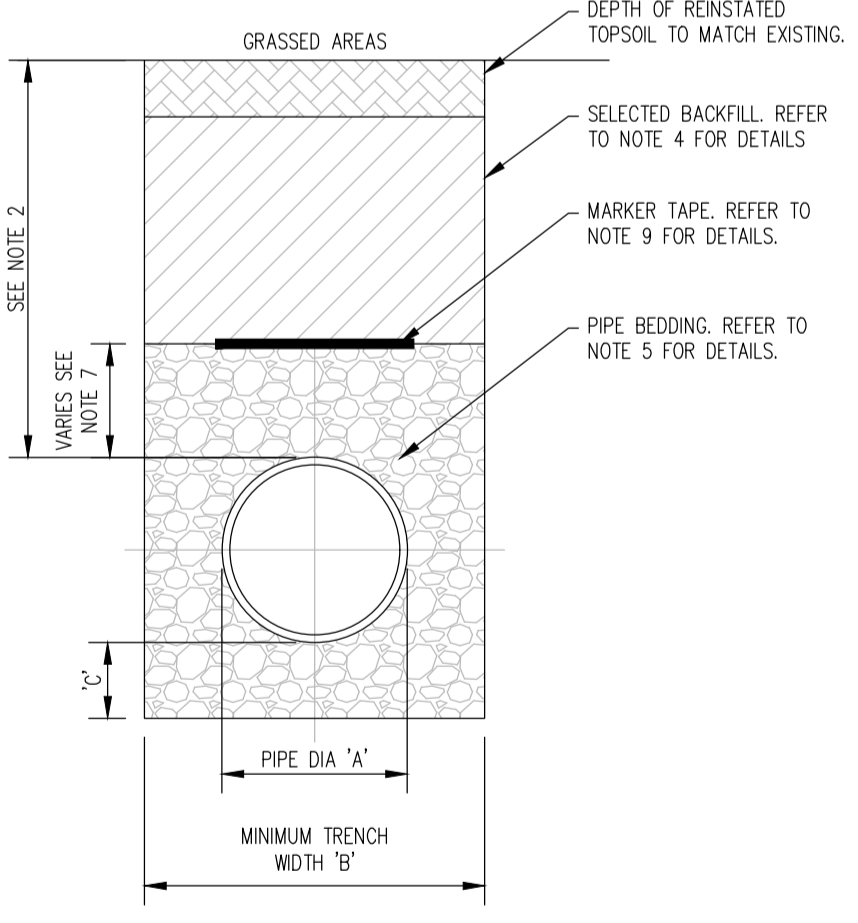 GRASSED AREAS
DEPTH OF REINSTATED
TOPSOIL TO MATCH EXISTING.
SELECTED BACKFILL. REFER
TO NOTE 4 FOR DETAILS
MARKER TAPE. REFER TO
NOTE 9 FOR DETAILS.
PIPE BEDDING. REFER TO
NOTE 5 FOR DETAILS.
SEE NOTE 2
VARIES SEE
NOTE 7
'C'
PIPE DIA 'A'
MINIMUM TRENCH
WIDTH 'B'